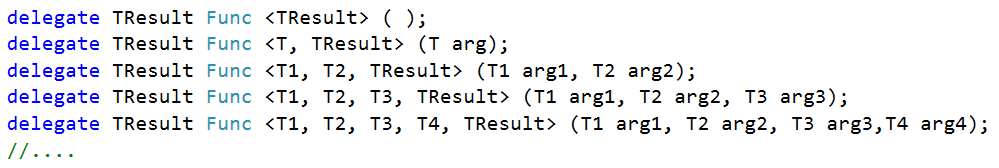 delegate TResult Func <TResult> ( );
delegate TResult Func <T, TResult> (T arg);
delegate TResult Func <T1, T2, TResult> (T1 arg1, T2 arg2);
delegate TResult Func <T1, T2, T3, TResult> (T1 arg1, T2 arg2, T3 arg3);
delegate TResult Func <T1, T2, T3, T4, TResult> (T1 arg1, T2 arg2, T3 arg3,T4 arg4);
//....